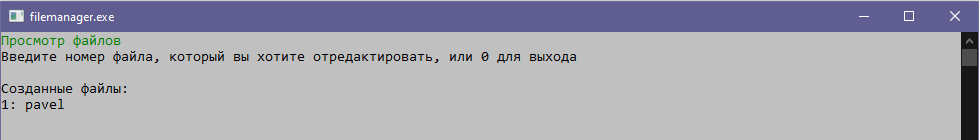 filemanager.exe
Просмотр файлов
Введите номер файла, который вы хотите отредактировать, или 0 для выхода
Созданные файлы:
1: pavel